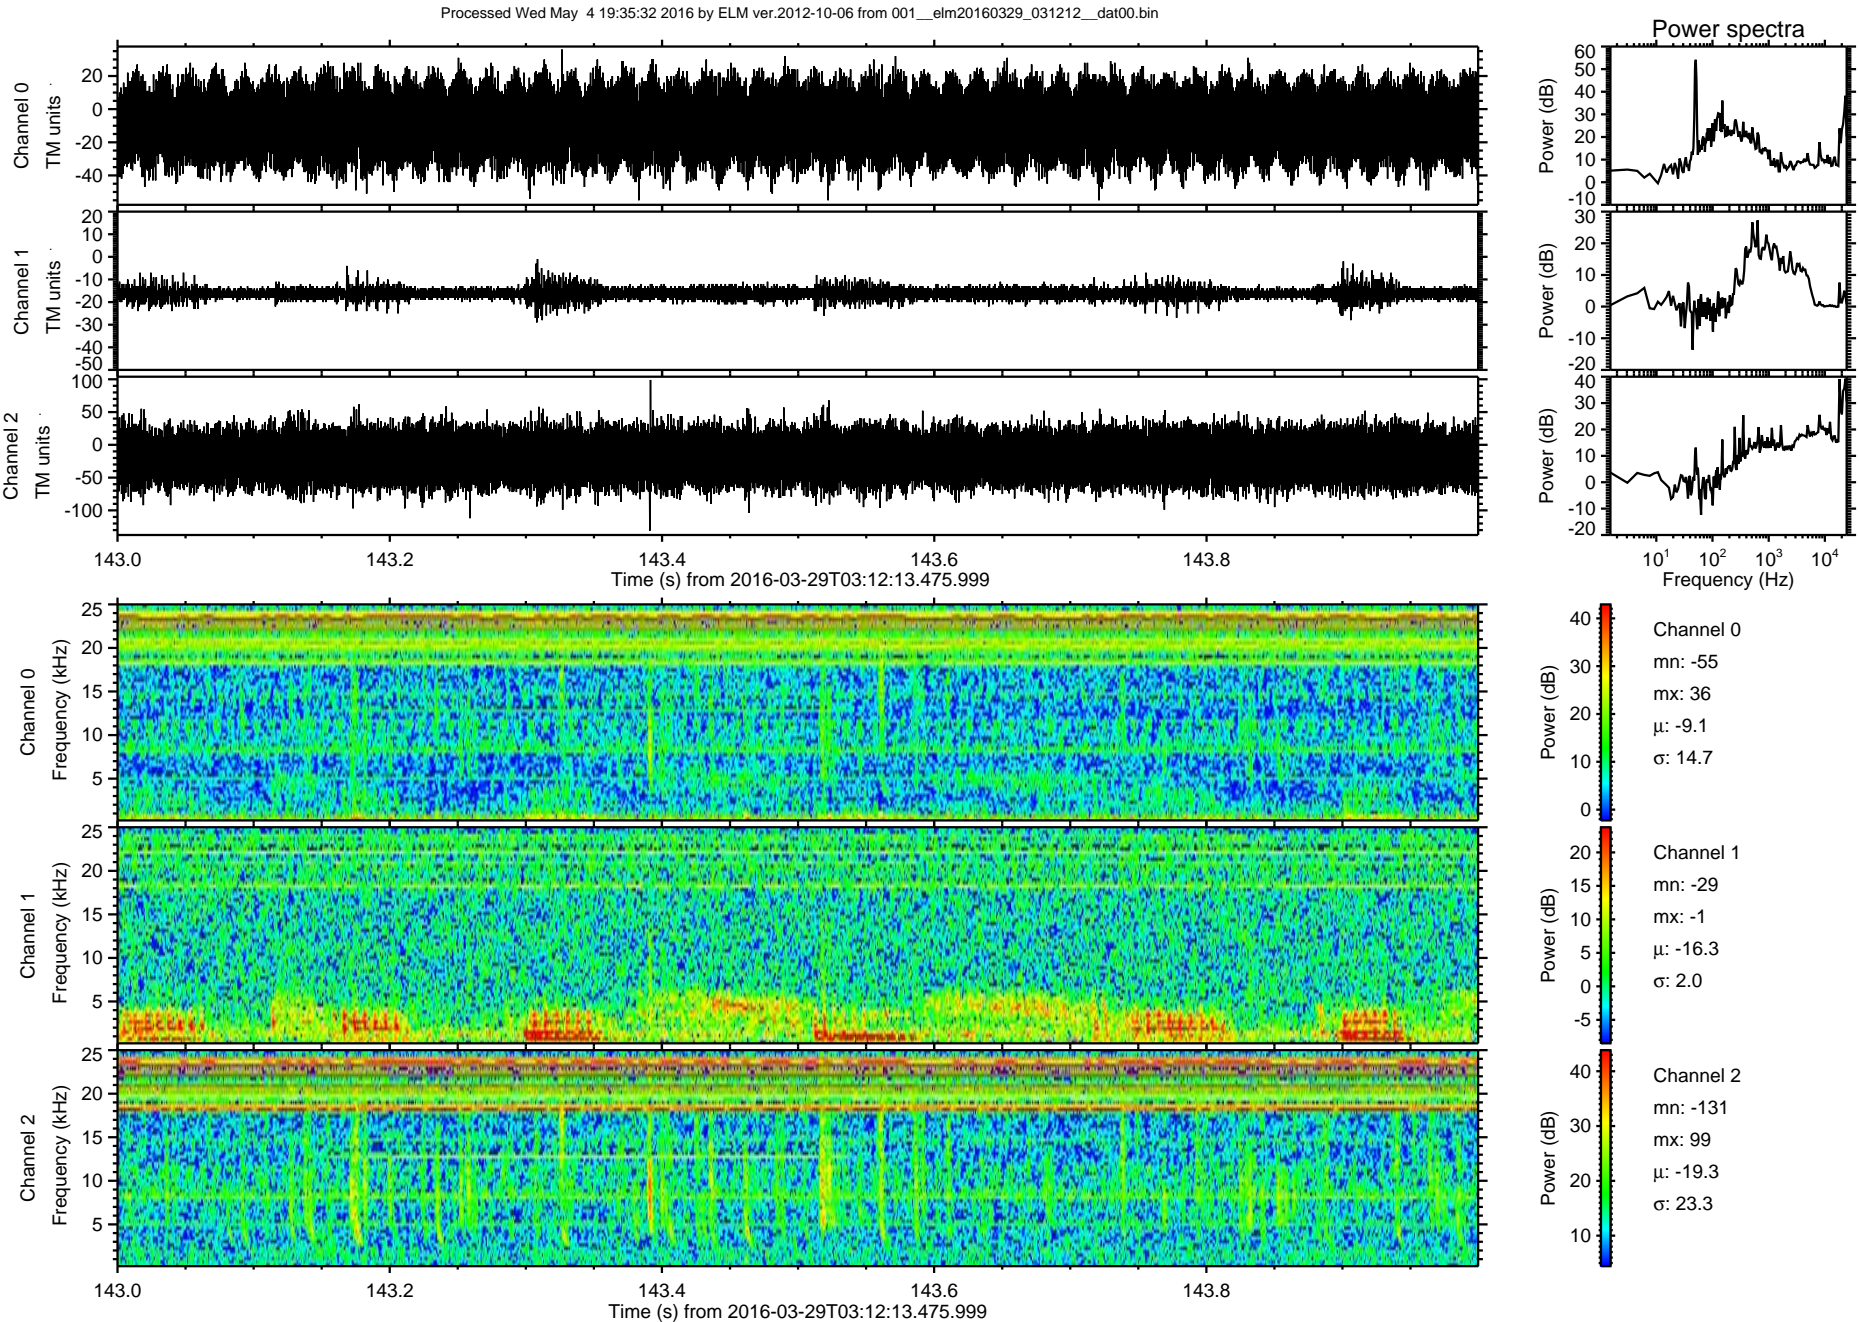 Processed Wed May  4 19:35:32 2016 by ELM ver.2012-10-06 from 001__elm20160329_031212__dat00.bin
Power spectra
Channel 0
TM units
20
0
-20
-40
Power (dB)
60
50
40
30
20
10
0
-10
Channel 1
TM units
20
10
0
-10
-20
-30
-40
-50
Power (dB)
30
20
10
0
-10
-20
Channel 2
TM units
100
50
0
-50
-100
Power (dB)
40
30
20
10
0
-10
-20
143.0 143.2 143.4 143.6 143.8
Time (s) from 2016-03-29T03:12:13.475.999
10¹ 10² 10³ 10⁴
Frequency (Hz)
Channel 0
Frequency (kHz)
25
20
15
10
5
Power (dB)
40
30
20
10
0
Channel 0
mn: -55
mx: 36
μ: -9.1
σ: 14.7
Channel 1
Frequency (kHz)
25
20
15
10
5
Power (dB)
20
15
10
5
0
-5
Channel 1
mn: -29
mx: -1
μ: -16.3
σ: 2.0
Channel 2
Frequency (kHz)
25
20
15
10
5
Power (dB)
40
30
20
10
Channel 2
mn: -131
mx: 99
μ: -19.3
σ: 23.3
143.0 143.2 143.4 143.6 143.8
Time (s) from 2016-03-29T03:12:13.475.999